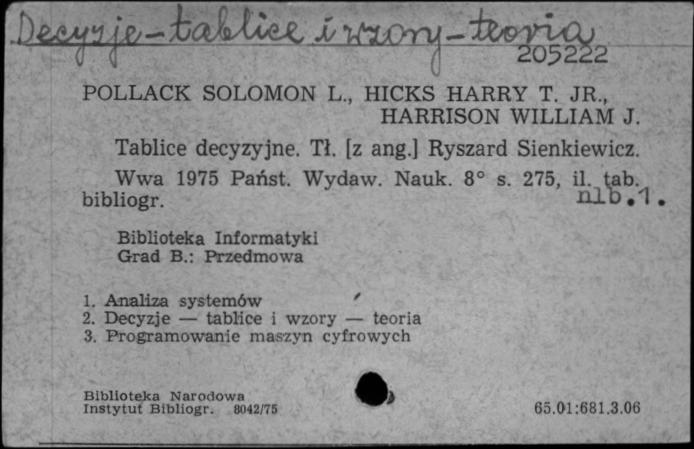 Decyzje – tablice i wzory – teoria
205222
POLLACK SOLOMON L., HICKS HARRY T. JR.,
HARRISON WILLIAM J.
Tablice decyzyjne. Tł. [z ang.] Ryszard Sienkiewicz.
Wwa 1975 Państ. Wydaw. Nauk. 8° s. 275, il. tab.
bibliogr. nlb.1.
Biblioteka Informatyki
Grad B.: Przedmowa
1. Analiza systemów
2. Decyzje — tablice i wzory — teoria
3. Programowanie maszyn cyfrowych
Biblioteka Narodowa
Instytut Bibliogr. 8042/75 65.01:681.3.06